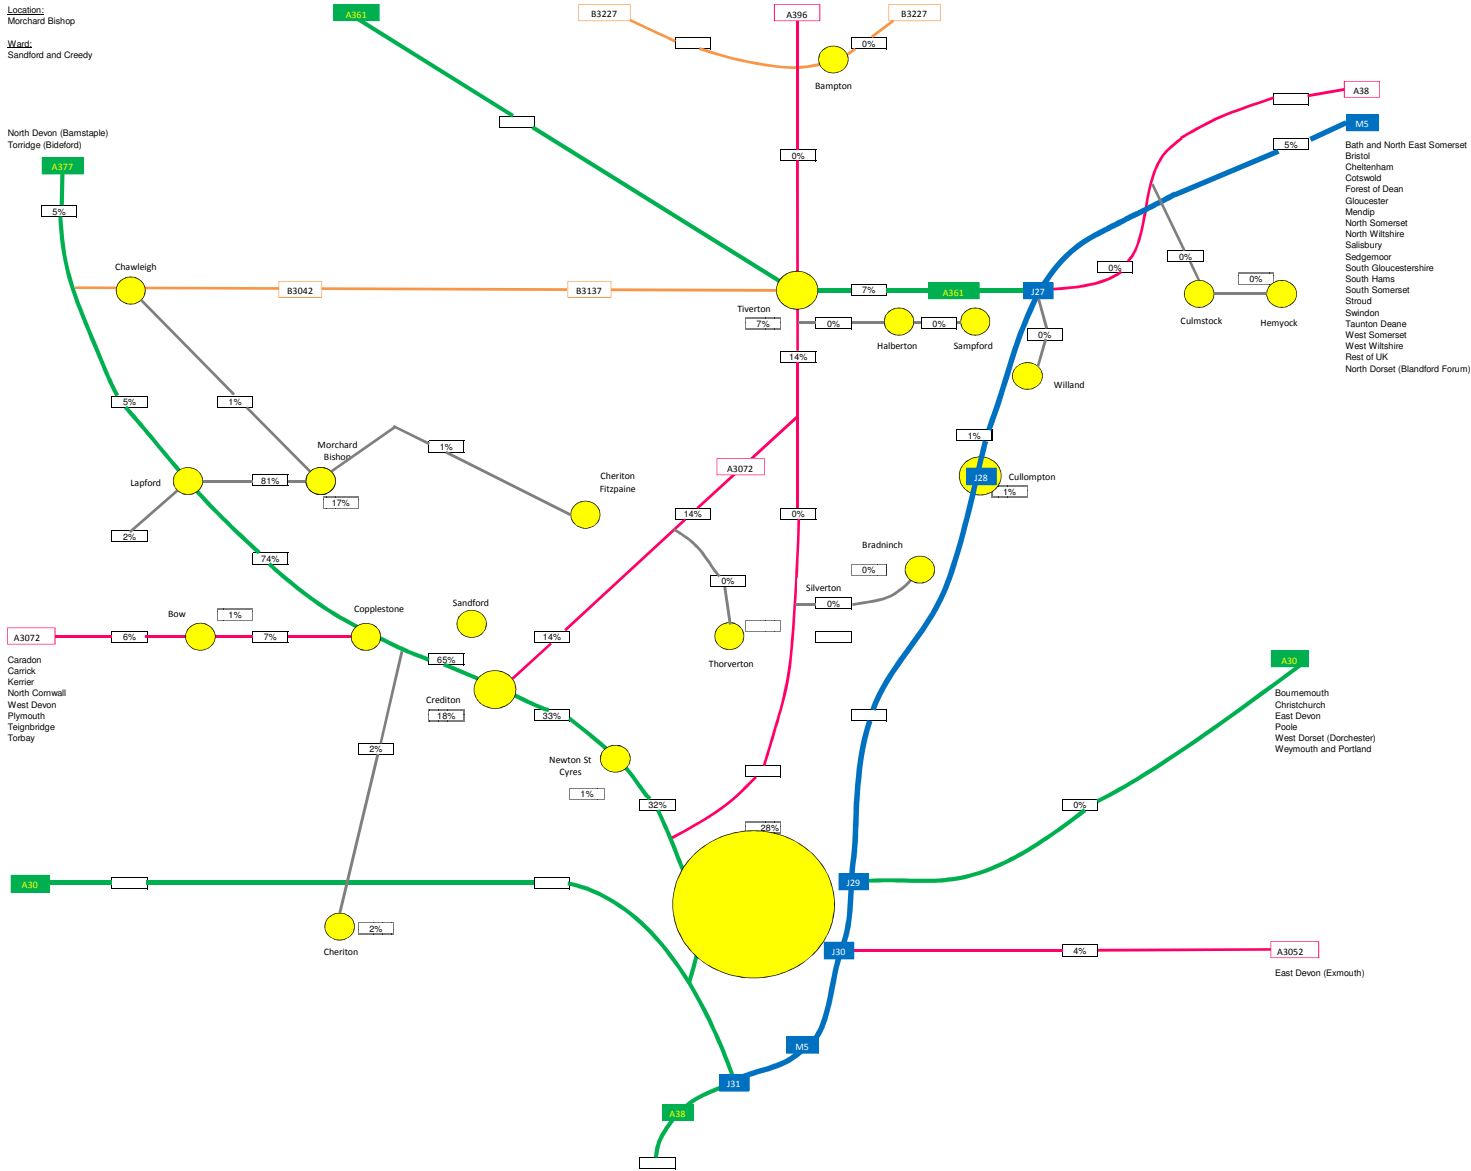 Location:
Morchard Bishop
Ward:
Sandford and Creedy
A361
B3227
A396
B3227
0%
Bampton
A38
M5
5%
Bath and North East Somerset
Bristol
Cheltenham
Cotswold
Forest of Dean
Gloucester
Mendip
North Somerset
North Wiltshire
Salisbury
Sedgemoor
South Gloucestershire
South Hams
South Somerset
Stroud
Swindon
Taunton Deane
West Somerset
West Wiltshire
Rest of UK
North Dorset (Blandford Forum)
North Devon (Barnstaple)
Torridge (Bideford)
A377
5%
0%
Chawleigh
B3042
B3137
Tiverton
7%
7%
A361
J27
0%
0%
0%
Culmstock
Hemyock
0%
0%
Halberton
Sampford
0%
Willand
14%
5%
1%
Morchard
Bishop
1%
Cheriton
Fitzpaine
A3072
1%
J28
Cullompton
1%
Lapford
81%
17%
2%
74%
14%
0%
Bradninch
0%
0%
Silverton
0%
Thorverton
Bow
1%
Copplestone
Sandford
A3072
6%
7%
14%
65%
Caradon
Carrick
Kerrier
North Cornwall
West Devon
Plymouth
Teignbridge
Torbay
Crediton
18%
33%
2%
Newton St
Cyres
1%
32%
28%
A30
Bournemouth
Christchurch
East Devon
Poole
West Dorset (Dorchester)
Weymouth and Portland
0%
A30
J29
Cheriton
2%
J30
4%
A3052
East Devon (Exmouth)
M5
J31
A38